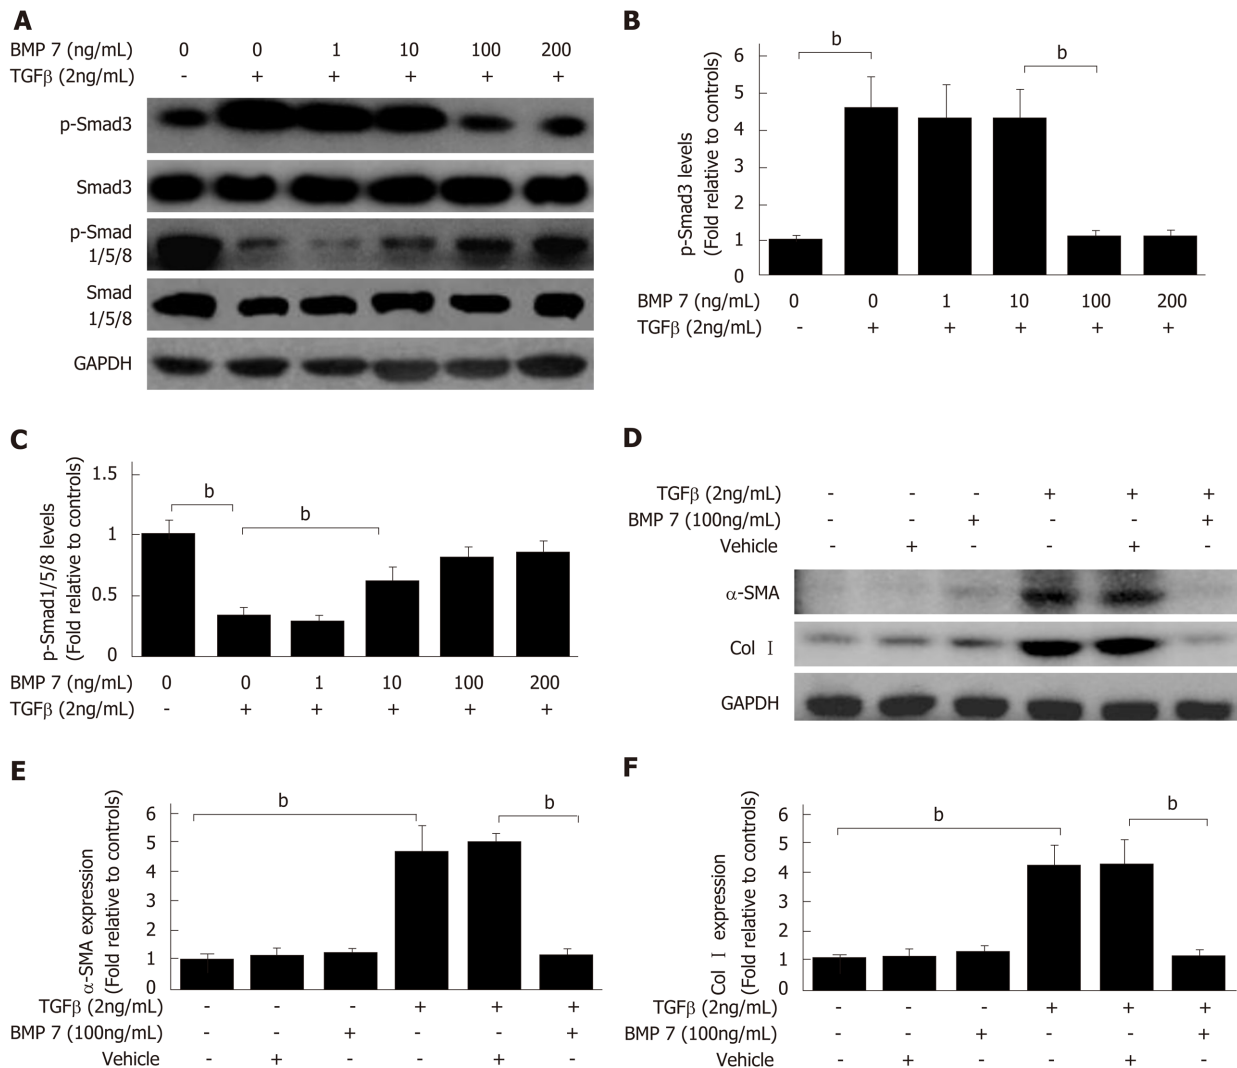 A
BMP 7 (ng/mL) 0 0 1 10 100 200
TGFβ (2ng/mL) - + + + + +
p-Smad3
Smad3
p-Smad
1/5/8
Smad
1/5/8
GAPDH
B
p-Smad3 levels
(Fold relative to controls)
6
5
4
3
2
1
0
b
b
BMP 7 (ng/mL) 0 0 1 10 100 200
TGFβ (2ng/mL) - + + + + +
C
p-Smad1/5/8 levels
(Fold relative to controls)
1.5
1
0.5
0
b
b
BMP 7 (ng/mL) 0 0 1 10 100 200
TGFβ (2ng/mL) - + + + + +
D
TGFβ (2ng/mL) - - - + + +
BMP 7 (100ng/mL) - - + - - +
Vehicle - + - - + -
α-SMA
Col Ⅰ
GAPDH
E
α-SMA expression
(Fold relative to controls)
6
5
4
3
2
1
0
b
b
TGFβ (2ng/mL) - - - + + +
BMP 7 (100ng/mL) - - + - - +
Vehicle - + - - + -
F
Col Ⅰ expression
(Fold relative to controls)
6
5
4
3
2
1
0
b
b
TGFβ (2ng/mL) - - - + + +
BMP 7 (100ng/mL) - - + - - +
Vehicle - + - - + -